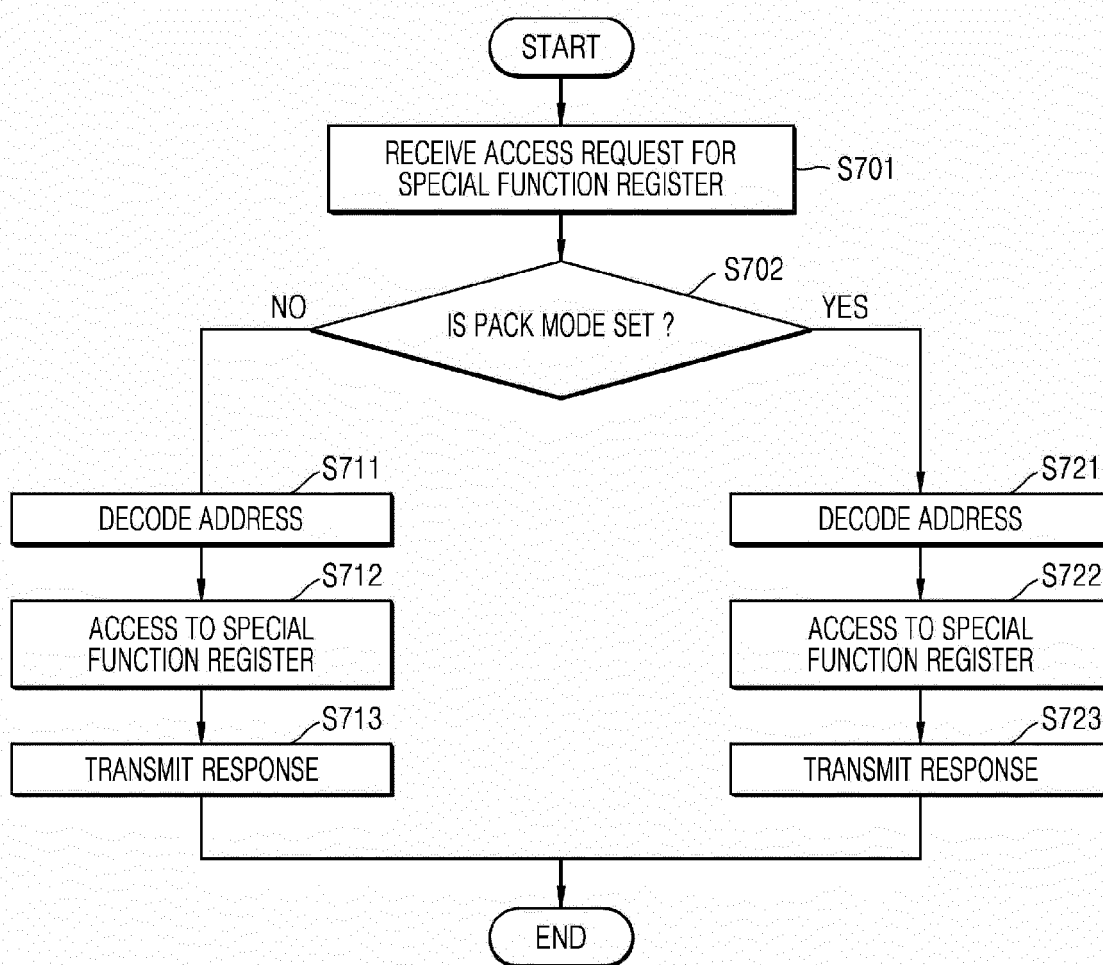 START
RECEIVE ACCESS REQUEST FOR
SPECIAL FUNCTION REGISTER
S701
S702
NO
IS PACK MODE SET ?
YES
S711
DECODE ADDRESS
S712
ACCESS TO SPECIAL
FUNCTION REGISTER
S713
TRANSMIT RESPONSE
S721
DECODE ADDRESS
S722
ACCESS TO SPECIAL
FUNCTION REGISTER
S723
TRANSMIT RESPONSE
END